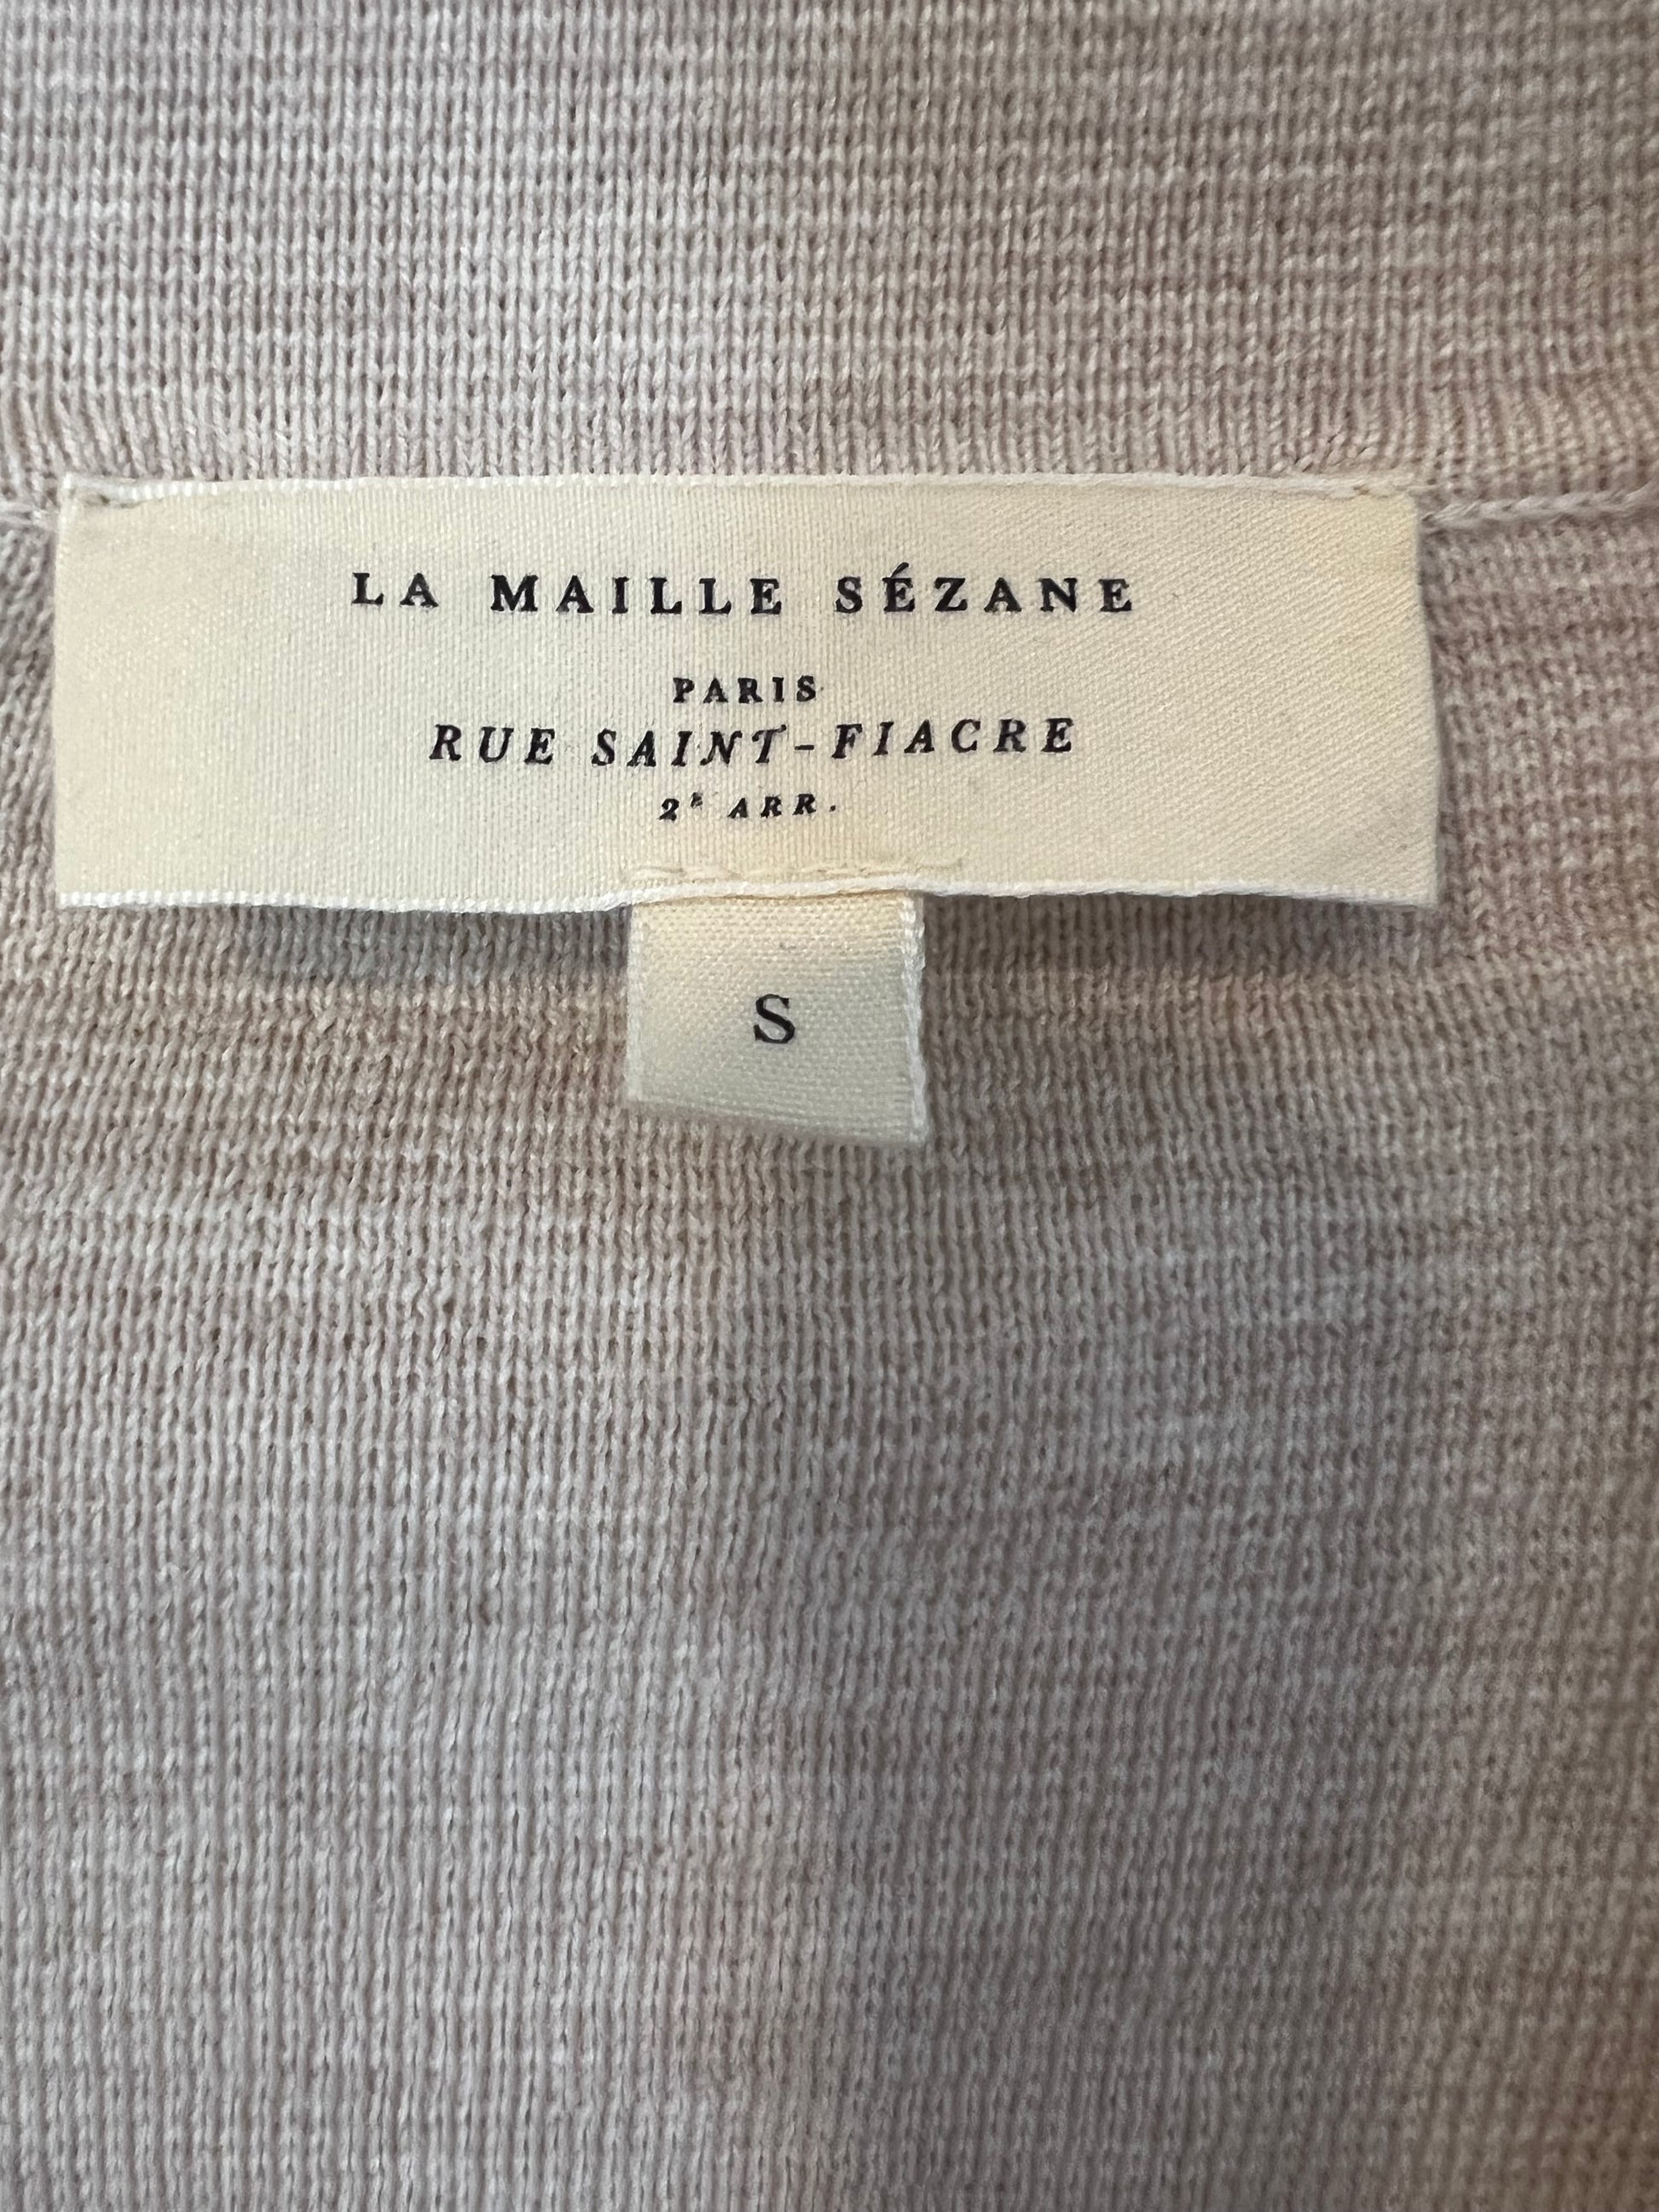 LA MAILLE SÉZANE
PARIS
RUE SAINT-FIACRE
2E ARR.
S